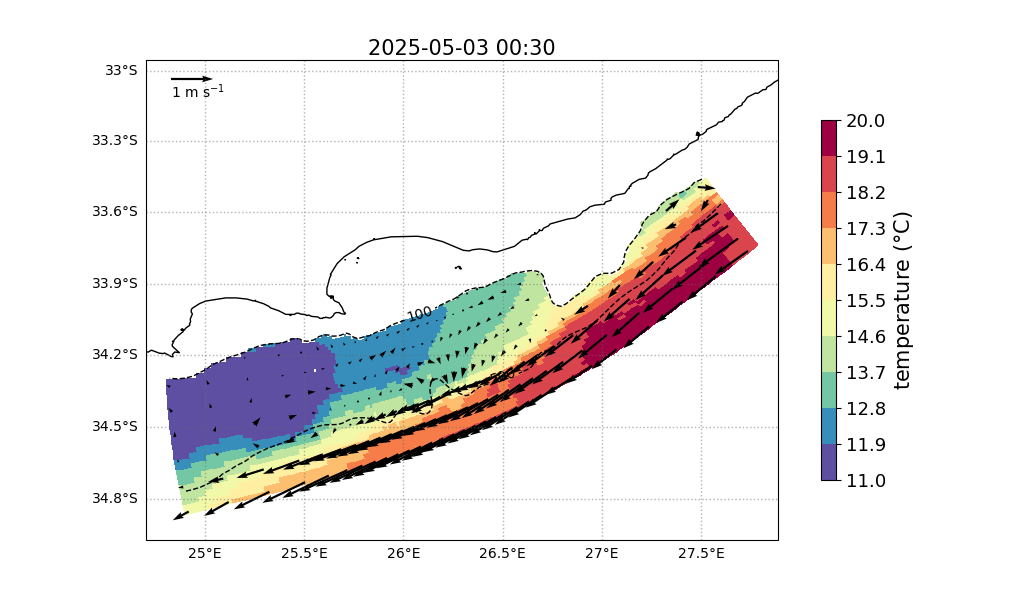 2025-05-03 00:30
1 m s⁻¹
33°S
33.3°S
33.6°S
33.9°S
34.2°S
34.5°S
34.8°S
25°E
25.5°E
26°E
26.5°E
27°E
27.5°E
100
20.0
19.1
18.2
17.3
16.4
15.5
14.6
13.7
12.8
11.9
11.0
temperature (°C)